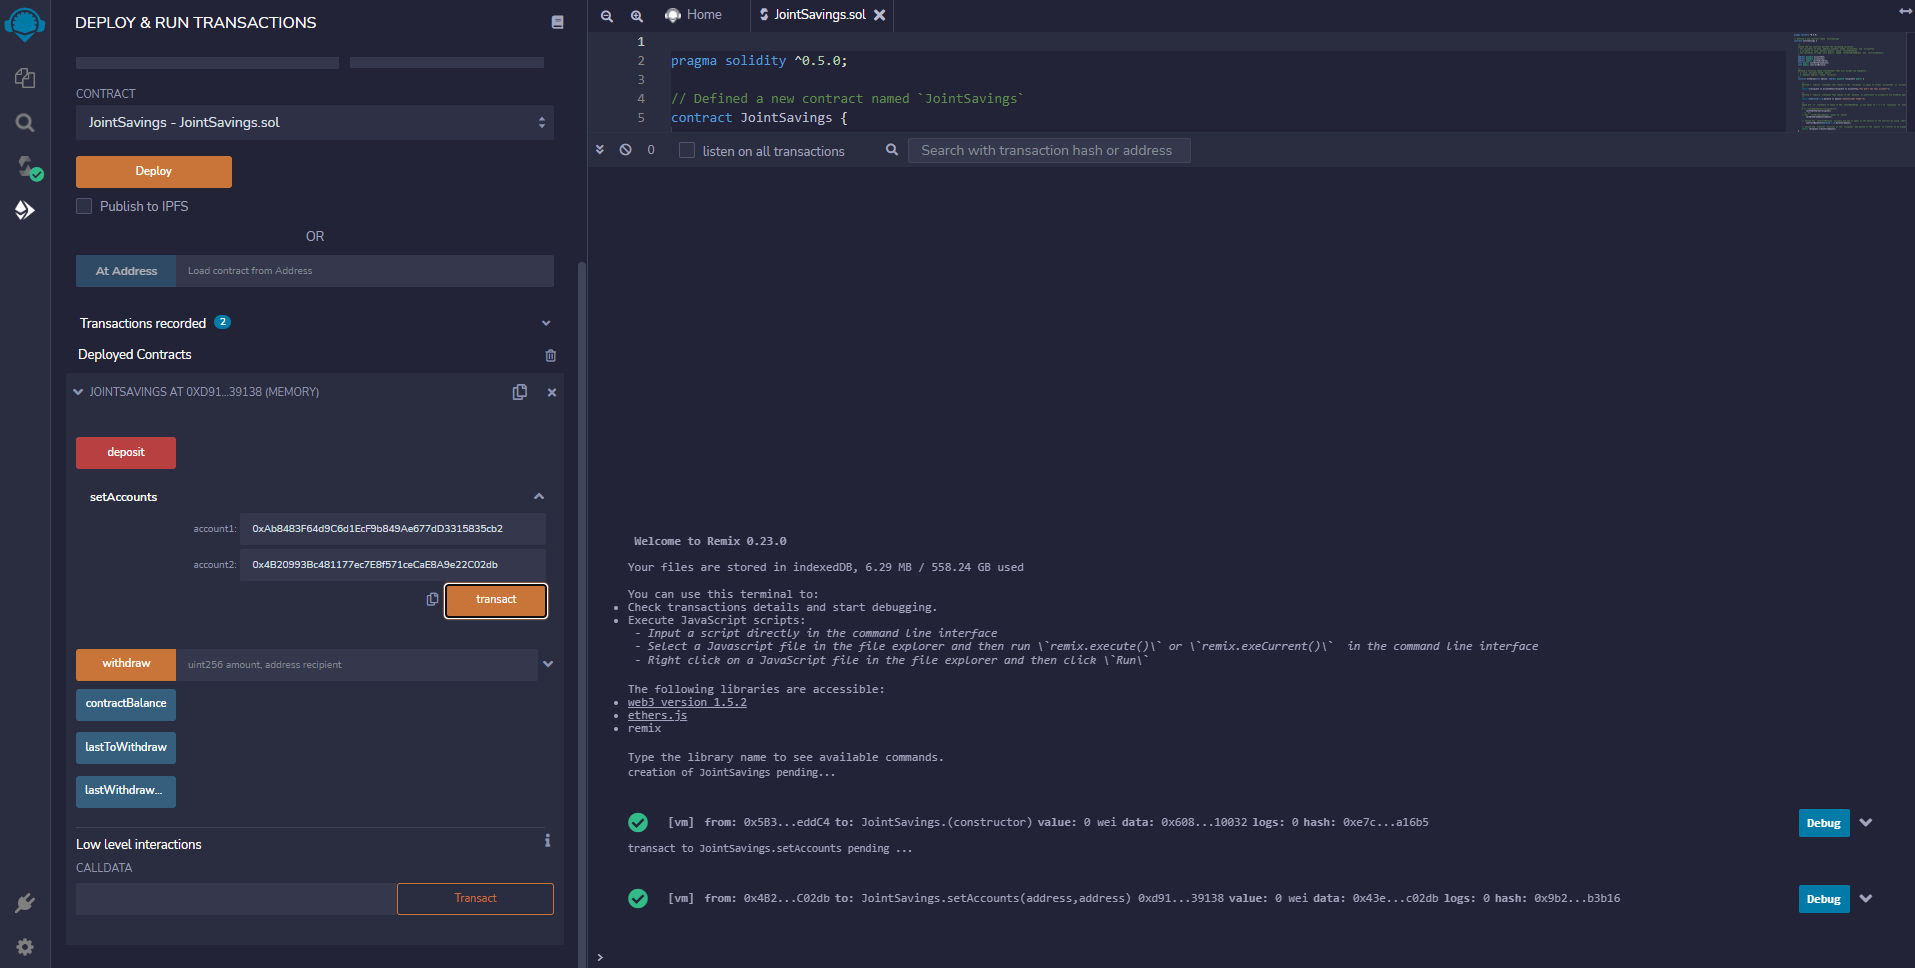 DEPLOY & RUN TRANSACTIONS
CONTRACT
JointSavings - JointSavings.sol
Deploy
Publish to IPFS
OR
At Address Load contract from Address
Transactions recorded 2
Deployed Contracts
JOINTSAVINGS AT 0XD91...39138 (MEMORY)
deposit
setAccounts
account1: 0xAb8483F64d9C6d1EcF9b849Ae677dD3315835cb2
account2: 0x4B20993Bc481177ec7E8f571ceCaE8A9e22C02db
transact
withdraw uint256 amount, address recipient
contractBalance
lastToWithdraw
lastWithdraw...
Low level interactions
CALLDATA
Transact
Home JointSavings.sol
1
2 pragma solidity ^0.5.0;
3
4 // Defined a new contract named `JointSavings`
5 contract JointSavings {
0 listen on all transactions Search with transaction hash or address
Welcome to Remix 0.23.0
Your files are stored in indexedDB, 6.29 MB / 558.24 GB used
You can use this terminal to:
• Check transactions details and start debugging.
• Execute JavaScript scripts:
- Input a script directly in the command line interface
- Select a Javascript file in the file explorer and then run \`remix.execute()\` or \`remix.exeCurrent()\` in the command line interface
- Right click on a JavaScript file in the file explorer and then click \`Run\`
The following libraries are accessible:
• web3 version 1.5.2
• ethers.js
• remix
Type the library name to see available commands.
creation of JointSavings pending...
[vm] from: 0x5B3...eddC4 to: JointSavings.(constructor) value: 0 wei data: 0x608...10032 logs: 0 hash: 0xe7c...a16b5 Debug
transact to JointSavings.setAccounts pending ...
[vm] from: 0x4B2...C02db to: JointSavings.setAccounts(address,address) 0xd91...39138 value: 0 wei data: 0x43e...c02db logs: 0 hash: 0x9b2...b3b16 Debug
>